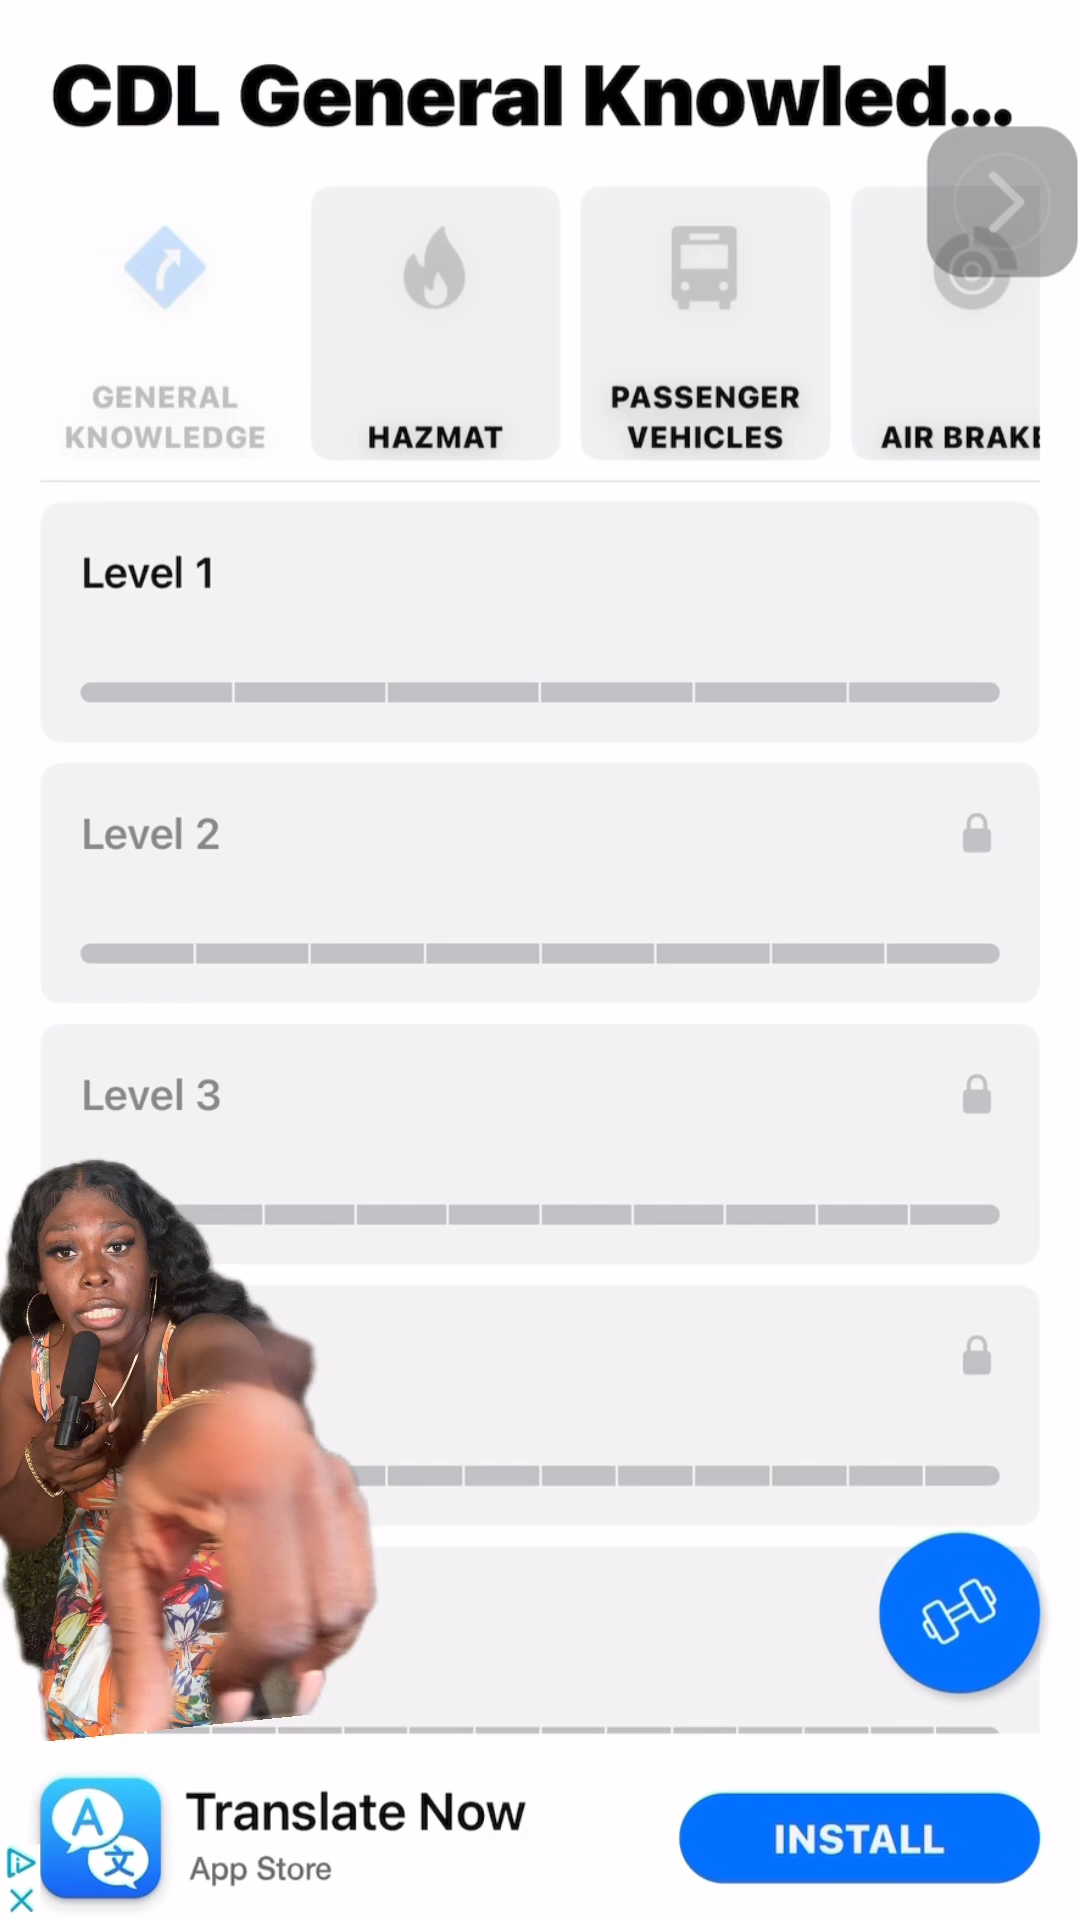 CDL General Knowled...
GENERAL
KNOWLEDGE
HAZMAT
PASSENGER
VEHICLES
AIR BRAKE
Level 1
Level 2
Level 3
A
文
Translate Now
App Store
INSTALL